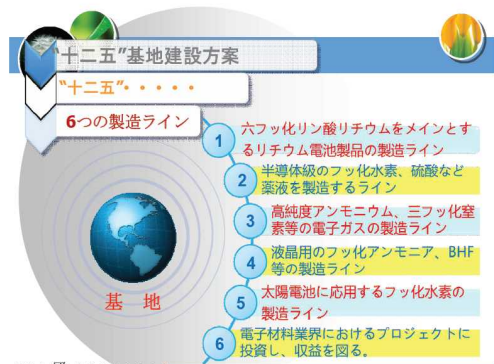 “十二五”基地建設方案
“十二五”・・・・・
6つの製造ライン
1
六フッ化リン酸リチウムをメインとす
るリチウム電池製品の製造ライン
2
半導体級のフッ化水素、硫酸など
薬液を製造するライン
3
高純度アンモニウム、三フッ化窒
素等の電子ガスの製造ライン
4
液晶用のフッ化アンモニア、BHF
等の製造ライン
5
太陽電池に応用するフッ化水素の
製造ライン
6
電子材料業界におけるプロジェクトに
投資し、収益を図る。
基 地